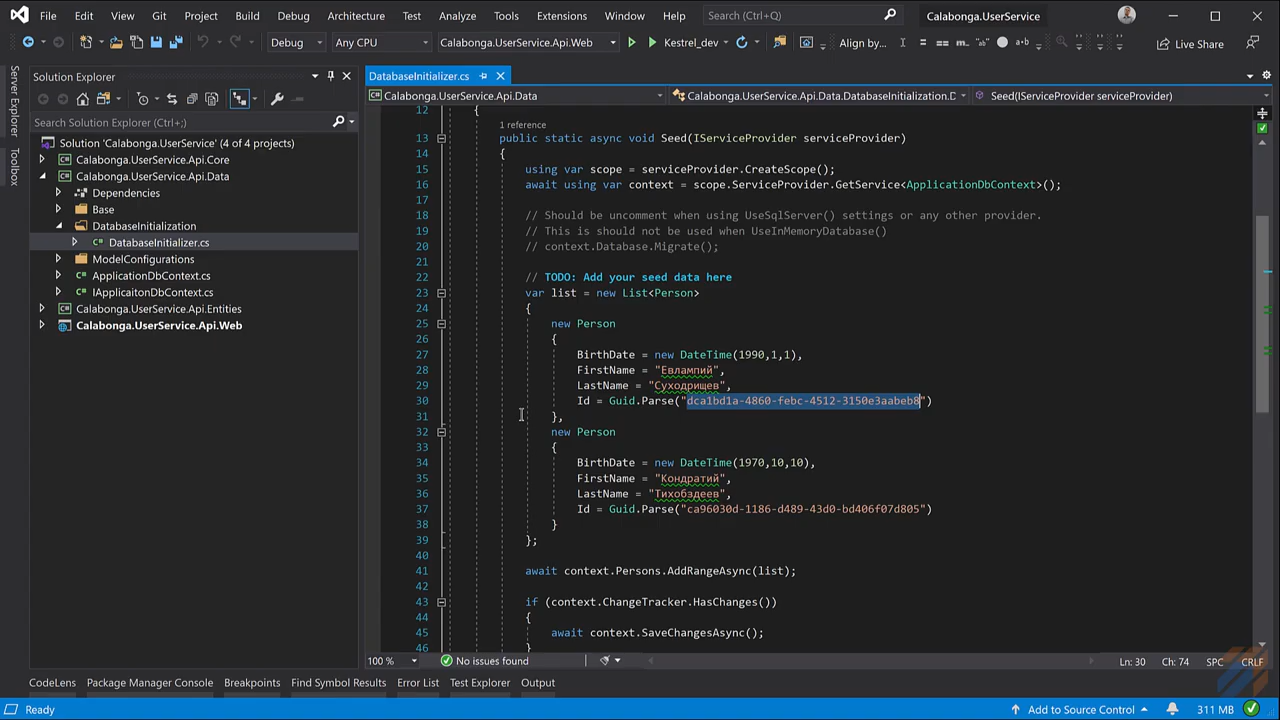 File Edit View Git Project Build Debug Architecture Test Analyze Tools Extensions Window Help Search (Ctrl+Q) Calabonga.UserService
Debug Any CPU Calabonga.UserService.Api.Web Kestrel_dev Align by... Live Share
Server Explorer
Toolbox
Solution Explorer
Search Solution Explorer (Ctrl+;)
Solution 'Calabonga.UserService' (4 of 4 projects)
Calabonga.UserService.Api.Core
Calabonga.UserService.Api.Data
Dependencies
Base
DatabaseInitialization
DatabaseInitializer.cs
ModelConfigurations
ApplicationDbContext.cs
IApplicaitonDbContext.cs
Calabonga.UserService.Api.Entities
Calabonga.UserService.Api.Web
DatabaseInitializer.cs
Calabonga.UserService.Api.Data Calabonga.UserService.Api.Data.DatabaseInitialization.D Seed(IServiceProvider serviceProvider)
12 {
1 reference
13 public static async void Seed(IServiceProvider serviceProvider)
14 {
15 using var scope = serviceProvider.CreateScope();
16 await using var context = scope.ServiceProvider.GetService<ApplicationDbContext>();
17
18 // Should be uncomment when using UseSqlServer() settings or any other provider.
19 // This is should not be used when UseInMemoryDatabase()
20 // context.Database.Migrate();
21
22 // TODO: Add your seed data here
23 var list = new List<Person>
24 {
25 new Person
26 {
27 BirthDate = new DateTime(1990,1,1),
28 FirstName = "Евлампий",
29 LastName = "Суходрищев",
30 Id = Guid.Parse("dca1bd1a-4860-febc-4512-3150e3aabeb8")
31 },
32 new Person
33 {
34 BirthDate = new DateTime(1970,10,10),
35 FirstName = "Кондратий",
36 LastName = "Тихобздеев",
37 Id = Guid.Parse("ca96030d-1186-d489-43d0-bd406f07d805")
38 }
39 };
40
41 await context.Persons.AddRangeAsync(list);
42
43 if (context.ChangeTracker.HasChanges())
44 {
45 await context.SaveChangesAsync();
46 }
100 % No issues found Ln: 30 Ch: 74 SPC CRLF
CodeLens Package Manager Console Breakpoints Find Symbol Results Error List Test Explorer Output
Ready Add to Source Control 311 MB